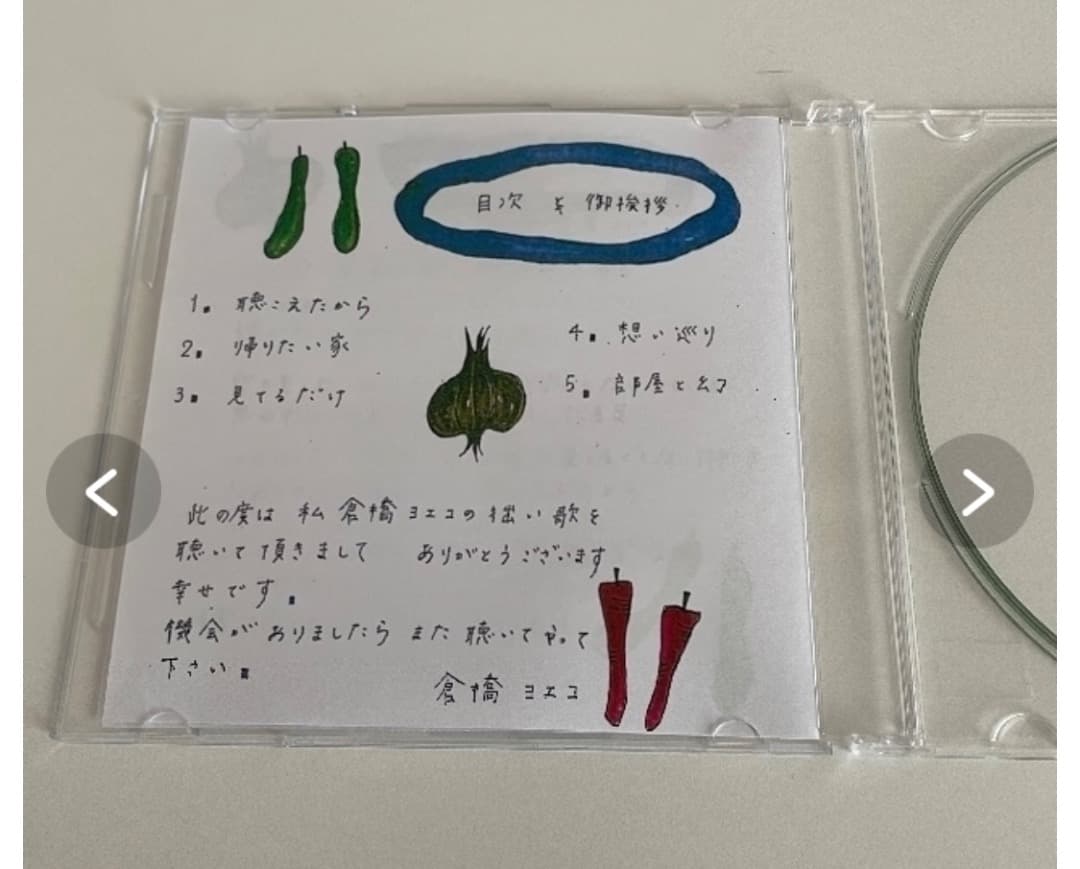 目次 と 御挨拶
1. 聴こえたから
2. 帰りたい家
3. 見てるだけ
4. 想い巡り
5. 部屋と幻
此の度は 私 倉橋ヨエコの拙い歌を
聴いて頂きまして ありがとうございます
幸せです.
機会がありましたら また 聴いてやって
下さい.
倉橋 ヨエコ